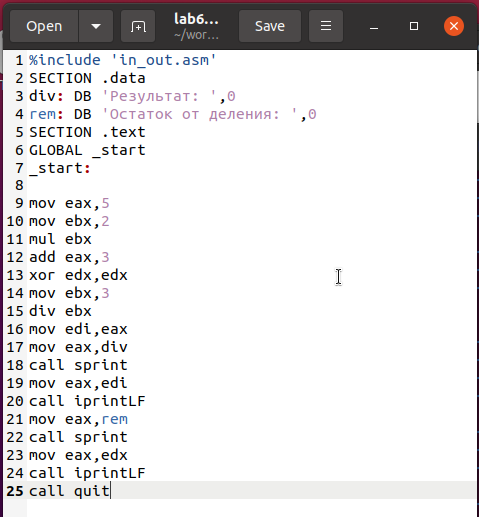 Open lab6... Save
~/wor...
1 %include 'in_out.asm'
2 SECTION .data
3 div: DB 'Результат: ',0
4 rem: DB 'Остаток от деления: ',0
5 SECTION .text
6 GLOBAL _start
7 _start:
8
9 mov eax,5
10 mov ebx,2
11 mul ebx
12 add eax,3
13 xor edx,edx
14 mov ebx,3
15 div ebx
16 mov edi,eax
17 mov eax,div
18 call sprint
19 mov eax,edi
20 call iprintLF
21 mov eax,rem
22 call sprint
23 mov eax,edx
24 call iprintLF
25 call quit